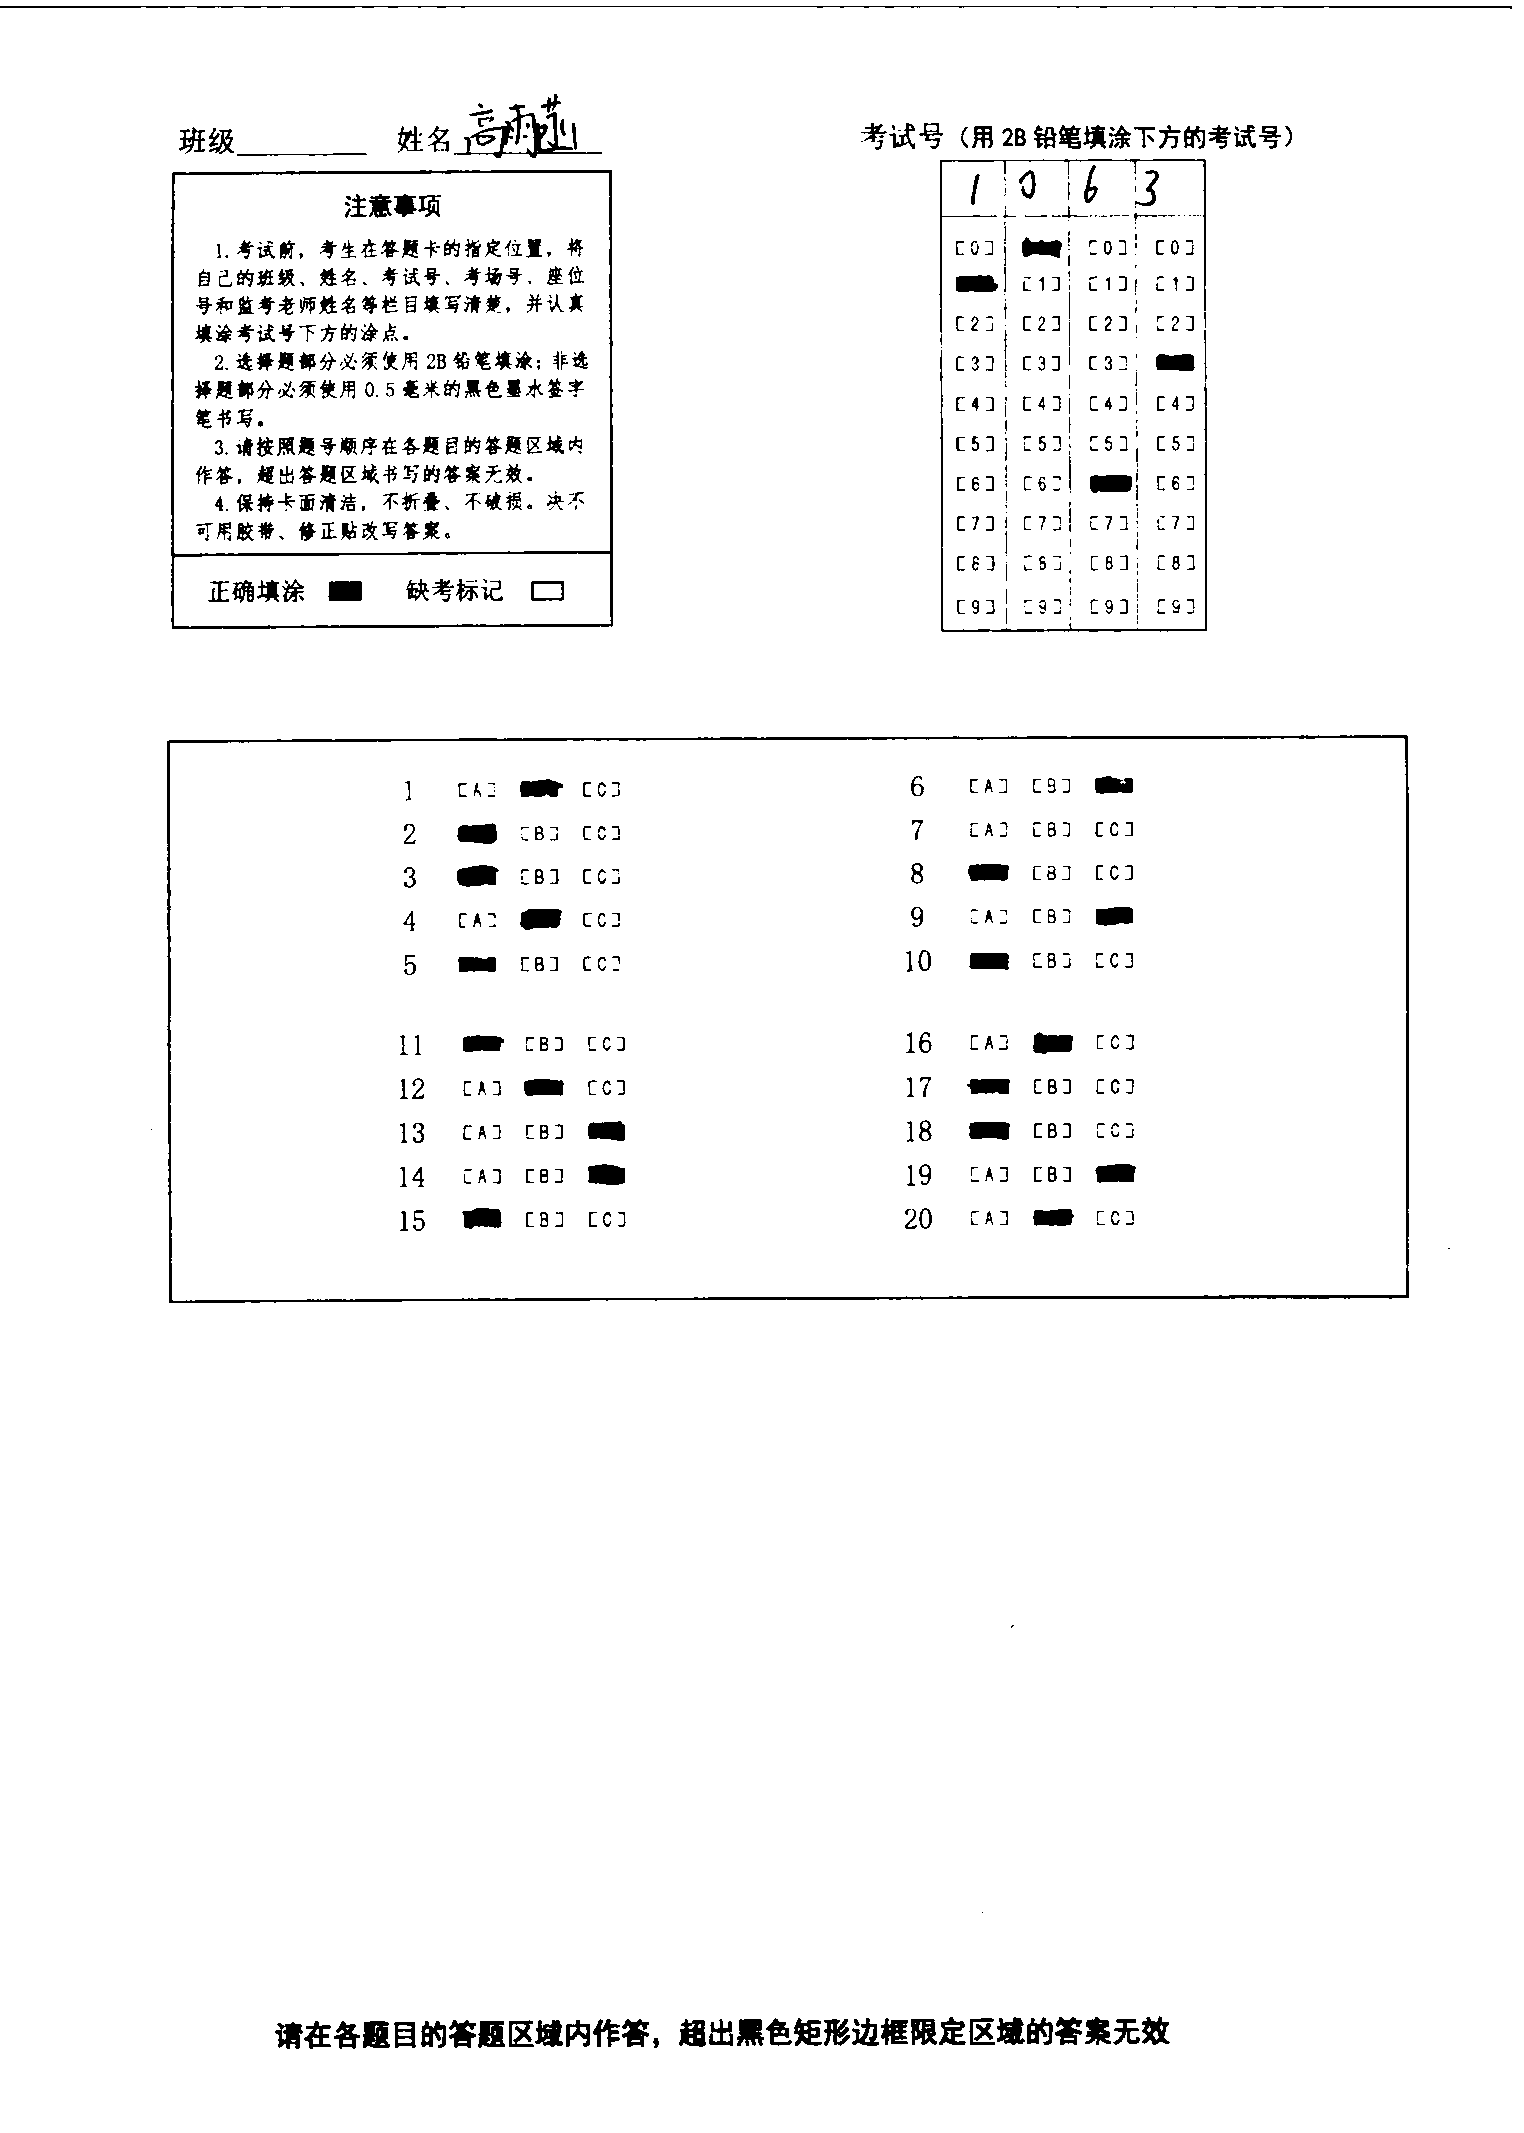 班级 姓名 高雨莉
考试号（用 2B 铅笔填涂下方的考试号）
1 0 6 3
注意事项
1.考试前，考生在答题卡的指定位置，将
自己的班级、姓名、考试号、考场号、座位
号和监考老师姓名等栏目填写清楚，并认真
填涂考试号下方的涂点。
2.选择题部分必须使用 2B 铅笔填涂；非选
择题部分必须使用 0.5 毫米的黑色墨水签字
笔书写。
3.请按照题号顺序在各题目的答题区域内
作答，超出答题区域书写的答案无效。
4.保持卡面清洁，不折叠、不破损。决不
可用胶带、修正贴改写答案。
正确填涂 缺考标记
[0] [0] [0]
[1] [1] [1]
[2] [2] [2] [2]
[3] [3] [3]
[4] [4] [4] [4]
[5] [5] [5] [5]
[6] [6] [6]
[7] [7] [7] [7]
[8] [8] [8] [8]
[9] [9] [9] [9]
1 [A] [C]
2 [B] [C]
3 [B] [C]
4 [A] [C]
5 [B] [C]
6 [A] [B]
7 [A] [B] [C]
8 [B] [C]
9 [A] [B]
10 [B] [C]
11 [B] [C]
12 [A] [C]
13 [A] [B]
14 [A] [B]
15 [B] [C]
16 [A] [C]
17 [B] [C]
18 [B] [C]
19 [A] [B]
20 [A] [C]
请在各题目的答题区域内作答，超出黑色矩形边框限定区域的答案无效